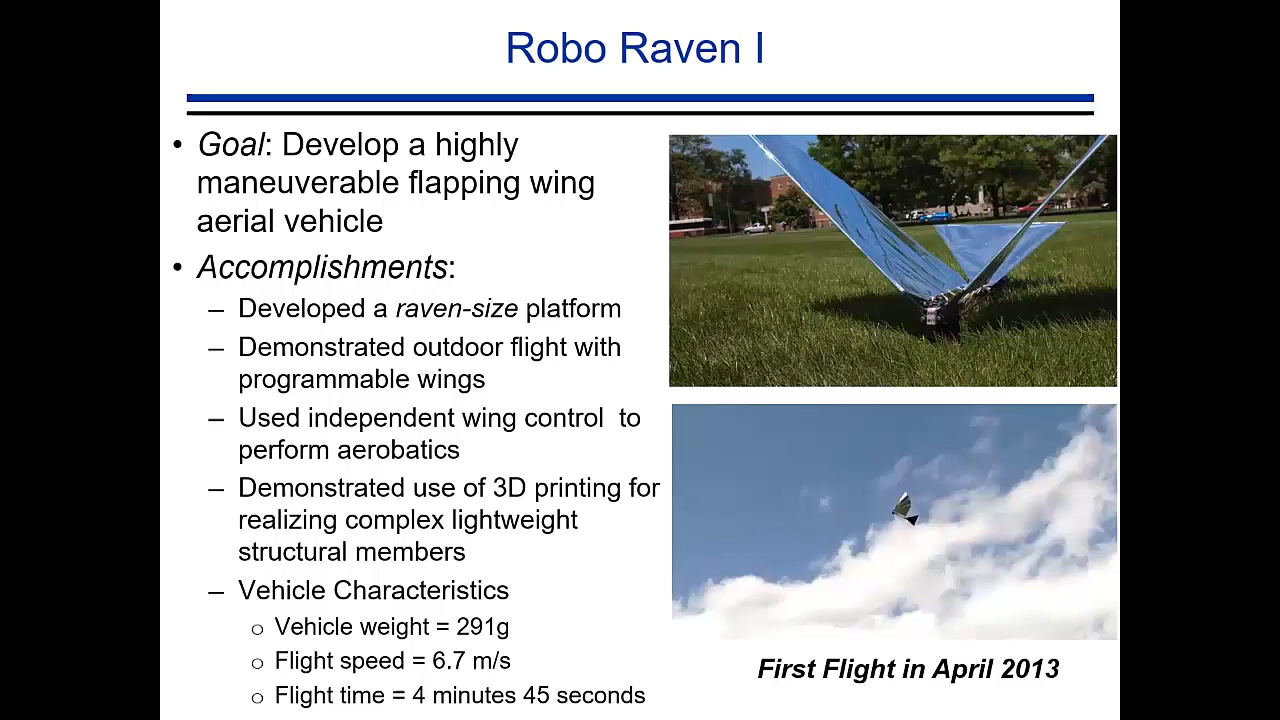 Robo Raven I
• Goal: Develop a highly
maneuverable flapping wing
aerial vehicle
• Accomplishments:
– Developed a raven-size platform
– Demonstrated outdoor flight with
programmable wings
– Used independent wing control  to
perform aerobatics
– Demonstrated use of 3D printing for
realizing complex lightweight
structural members
– Vehicle Characteristics
○ Vehicle weight = 291g
○ Flight speed = 6.7 m/s
○ Flight time = 4 minutes 45 seconds
First Flight in April 2013